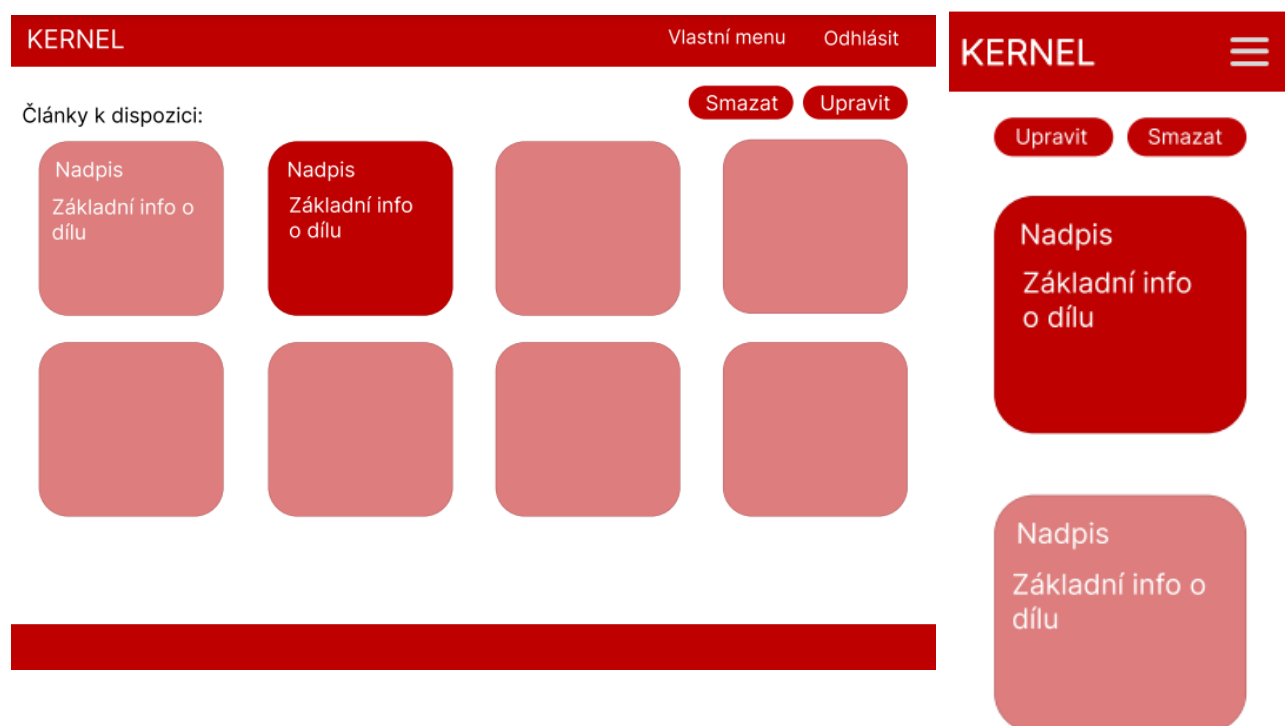 KERNEL
Vlastní menu
Odhlásit
Smazat
Upravit
Články k dispozici:
Nadpis
Základní info o
dílu
Nadpis
Základní info
o dílu
KERNEL
Upravit
Smazat
Nadpis
Základní info
o dílu
Nadpis
Základní info o
dílu